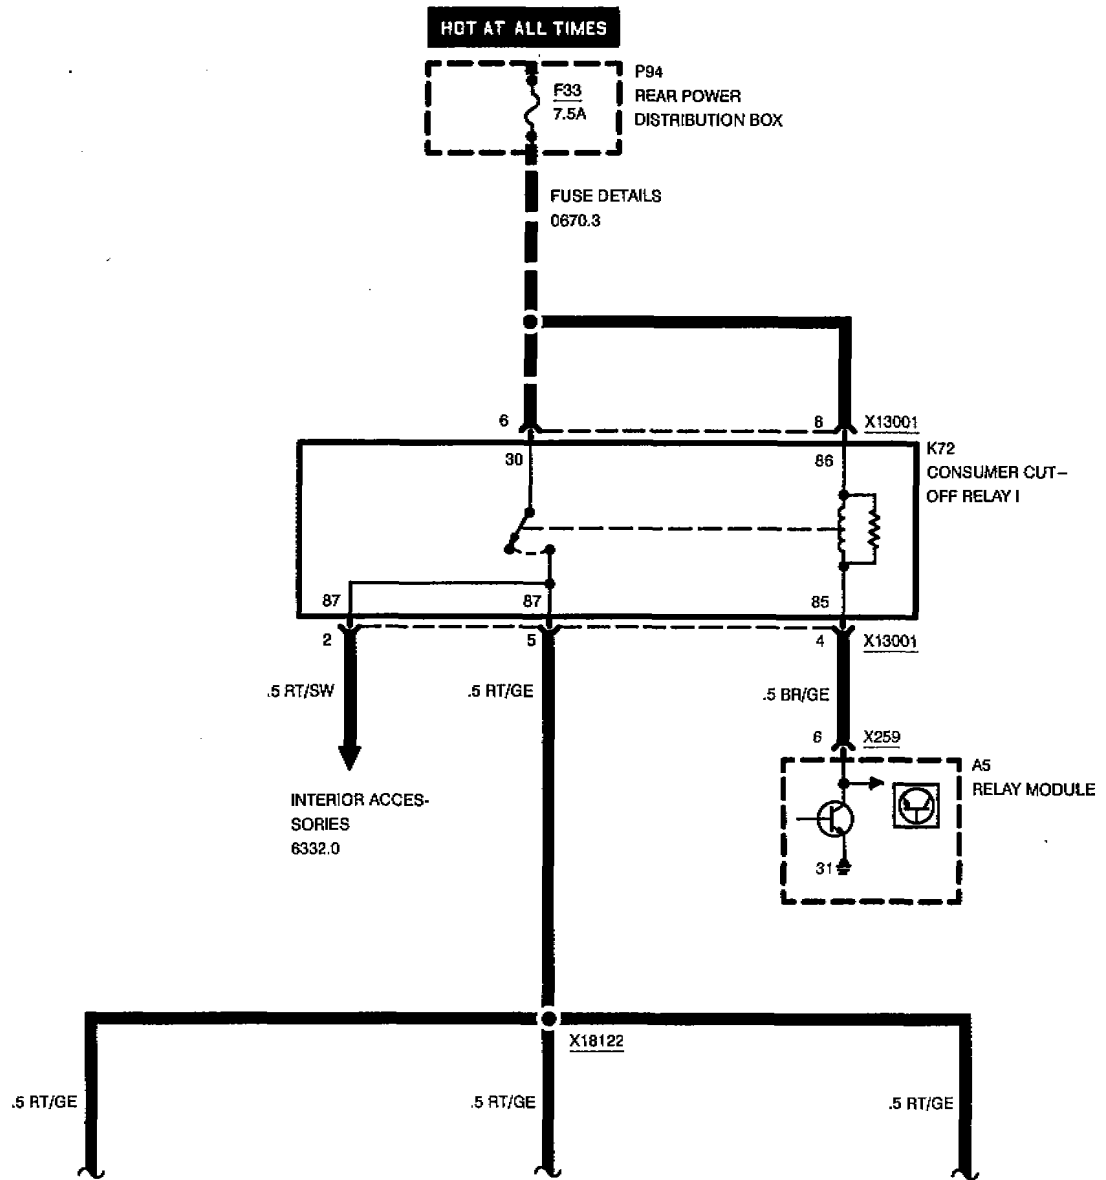 HOT AT ALL TIMES
P94
REAR POWER
DISTRIBUTION BOX
F33
7.5A
FUSE DETAILS
0670.3
6
8
X13001
30
86
K72
CONSUMER CUT–
OFF RELAY I
87
87
85
2
5
4
X13001
.5 RT/SW
.5 RT/GE
.5 BR/GE
6
X259
A5
RELAY MODULE
INTERIOR ACCES-
SORIES
6332.0
31
X18122
.5 RT/GE
.5 RT/GE
.5 RT/GE